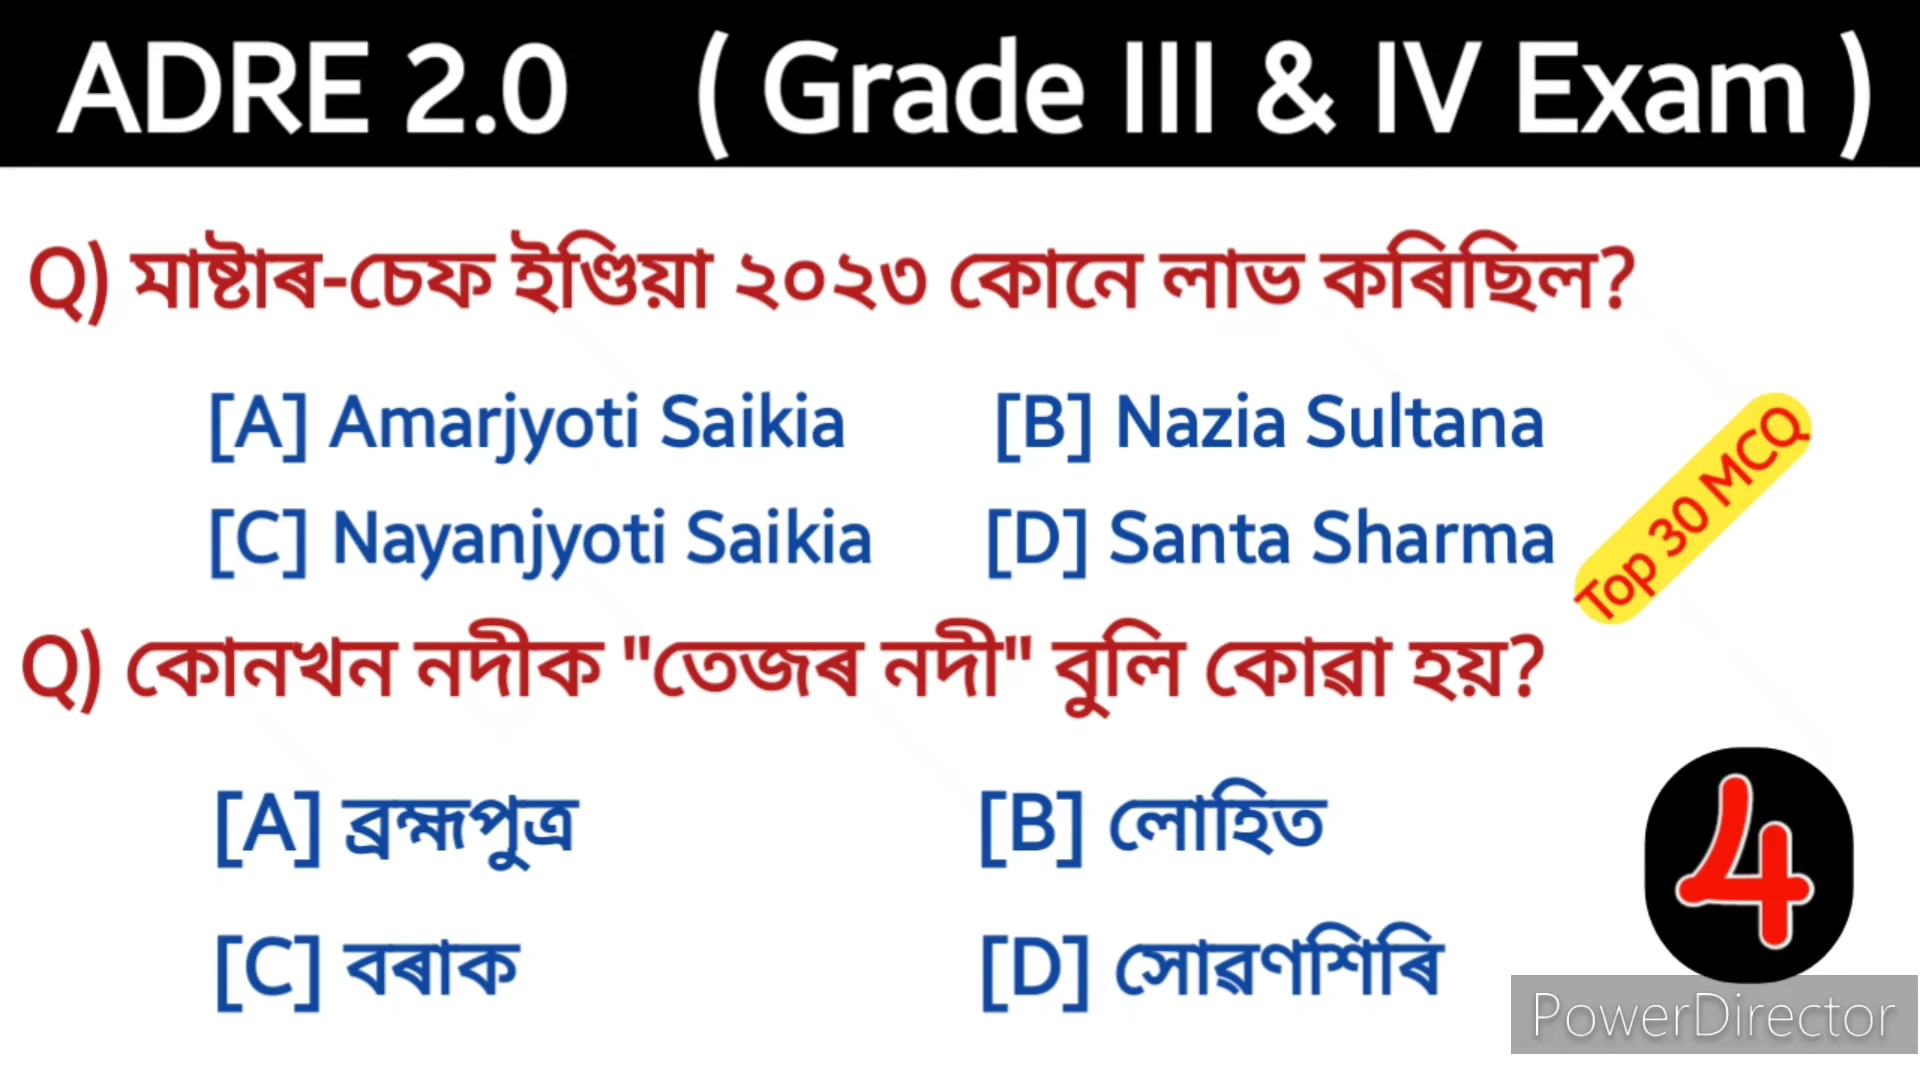 ADRE 2.0 ( Grade III & IV Exam )
Q) মাষ্টাৰ-চেফ ইণ্ডিয়া ২০২৩ কোনে লাভ কৰিছিল?
[A] Amarjyoti Saikia [B] Nazia Sultana
[C] Nayanjyoti Saikia [D] Santa Sharma
Top 30 MCQ
Q) কোনখন নদীক "তেজৰ নদী" বুলি কোৱা হয়?
[A] ব্ৰহ্মপুত্ৰ [B] লোহিত
[C] বৰাক [D] সোৱণশিৰি
4
PowerDirector